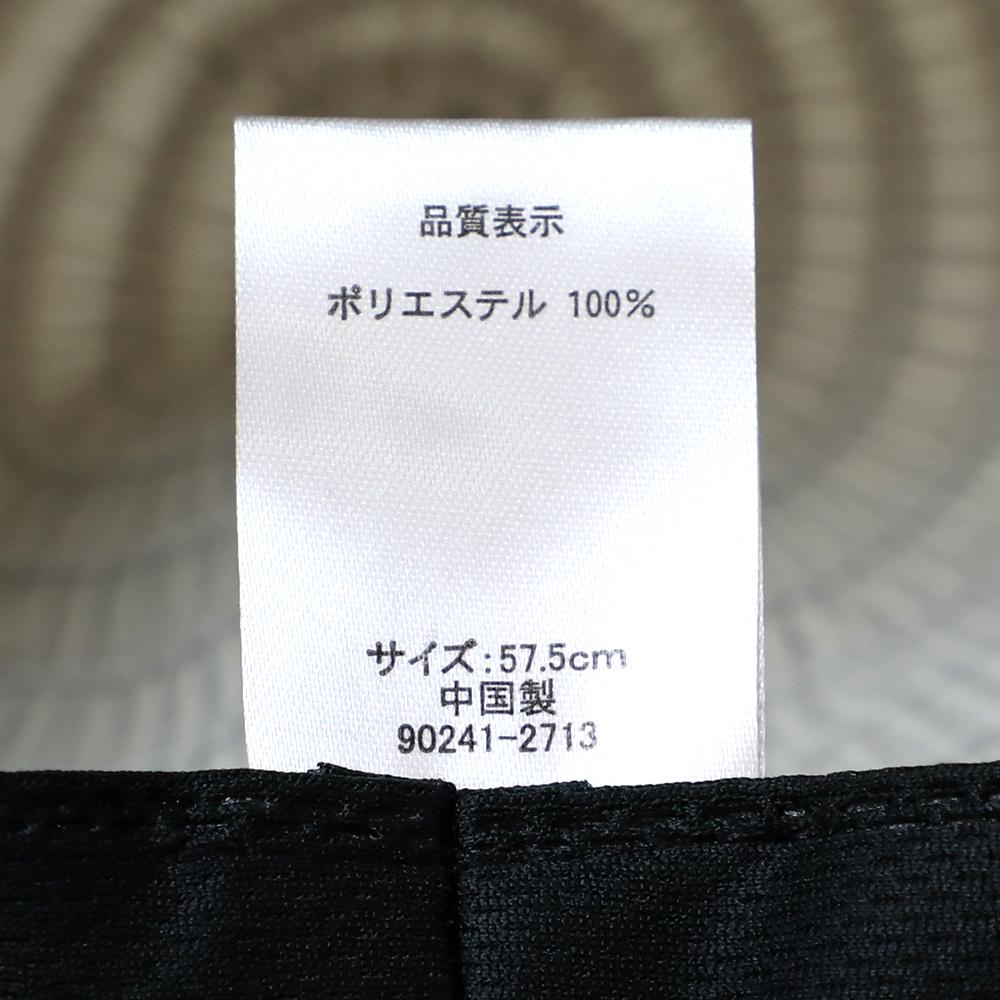 品質表示
ポリエステル 100%
サイズ:57.5cm
中国製
90241-2713